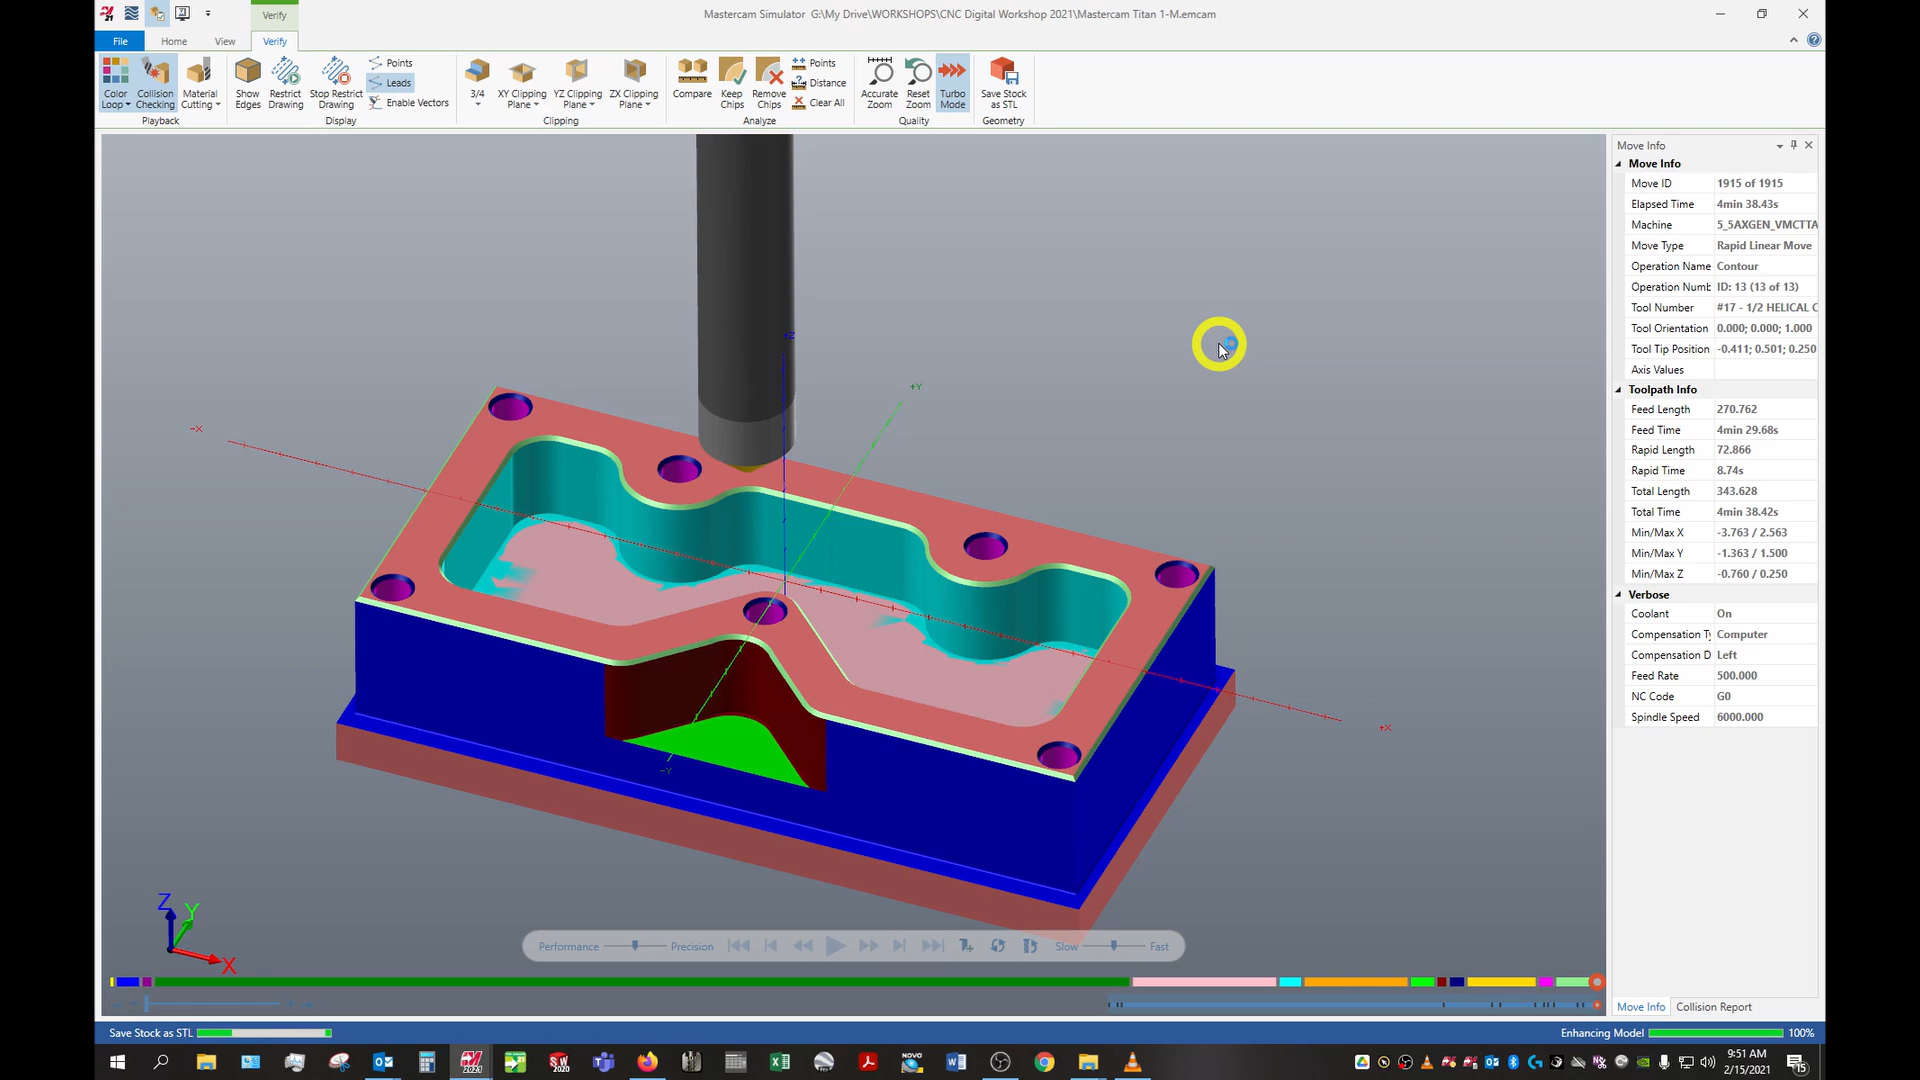 Verify
Mastercam Simulator  G:\My Drive\WORKSHOPS\CNC Digital Workshop 2021\Mastercam Titan 1-M.emcam
File
Home
View
Verify
Color Loop
Collision Checking
Material Cutting
Playback
Show Edges
Restrict Drawing
Stop Restrict Drawing
Points
Leads
Enable Vectors
Display
3/4
XY Clipping Plane
YZ Clipping Plane
ZX Clipping Plane
Clipping
Compare
Keep Chips
Remove Chips
Points
Distance
Clear All
Analyze
Accurate Zoom
Reset Zoom
Turbo Mode
Quality
Save Stock as STL
Geometry
Move Info
Move Info
Move ID 1915 of 1915
Elapsed Time 4min 38.43s
Machine 5_5AXGEN_VMCTTA
Move Type Rapid Linear Move
Operation Name Contour
Operation Numb ID: 13 (13 of 13)
Tool Number #17 - 1/2 HELICAL C
Tool Orientation 0.000; 0.000; 1.000
Tool Tip Position -0.411; 0.501; 0.250
Axis Values
Toolpath Info
Feed Length 270.762
Feed Time 4min 29.68s
Rapid Length 72.866
Rapid Time 8.74s
Total Length 343.628
Total Time 4min 38.42s
Min/Max X -3.763 / 2.563
Min/Max Y -1.363 / 1.500
Min/Max Z -0.760 / 0.250
Verbose
Coolant On
Compensation Ty Computer
Compensation D Left
Feed Rate 500.000
NC Code G0
Spindle Speed 6000.000
Move Info
Collision Report
-X
+Y
-Y
+X
Z
Y
X
Performance
Precision
Slow
Fast
Save Stock as STL
Enhancing Model
100%
9:51 AM
2/15/2021
15